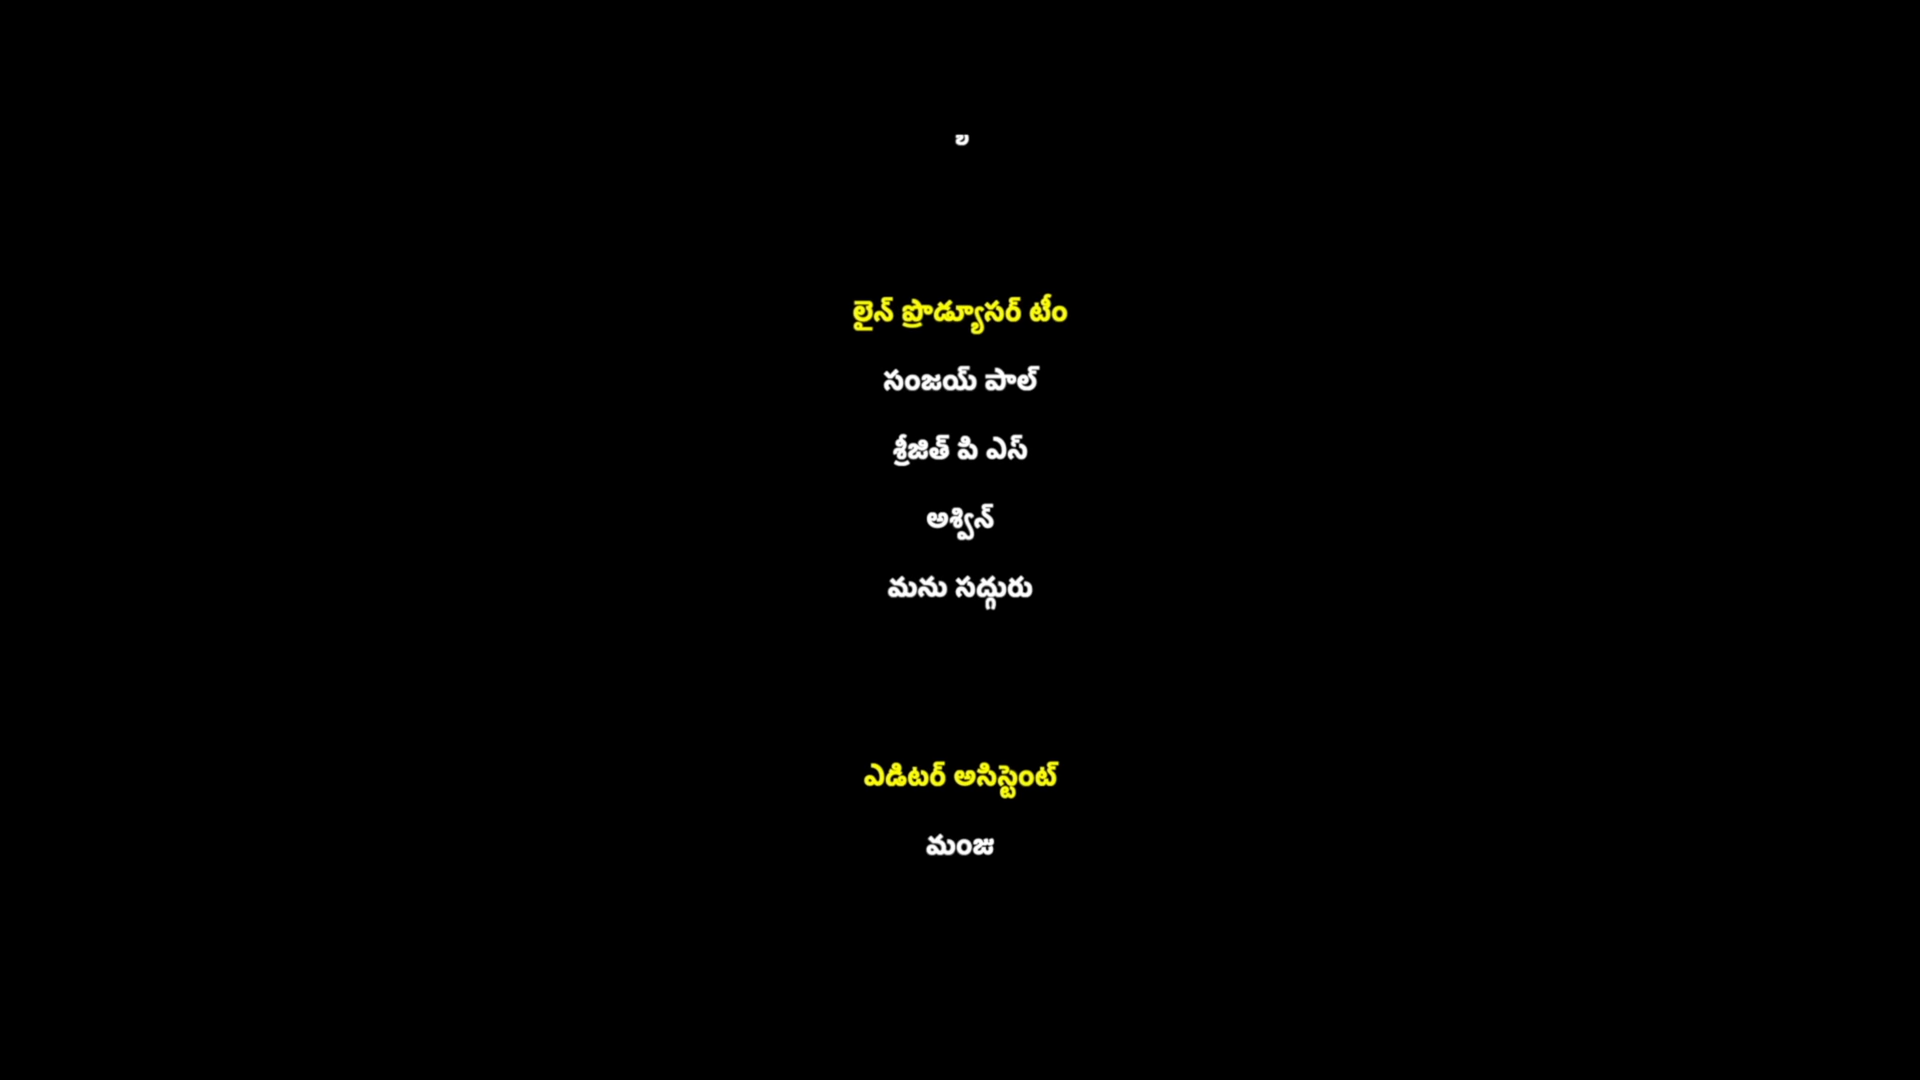 లైన్ ప్రొడ్యూసర్ టీం
సంజయ్ పాల్
శ్రీజిత్ పి ఎస్
అశ్విన్
మను సద్గురు
ఎడిటర్ అసిస్టెంట్
మంజు